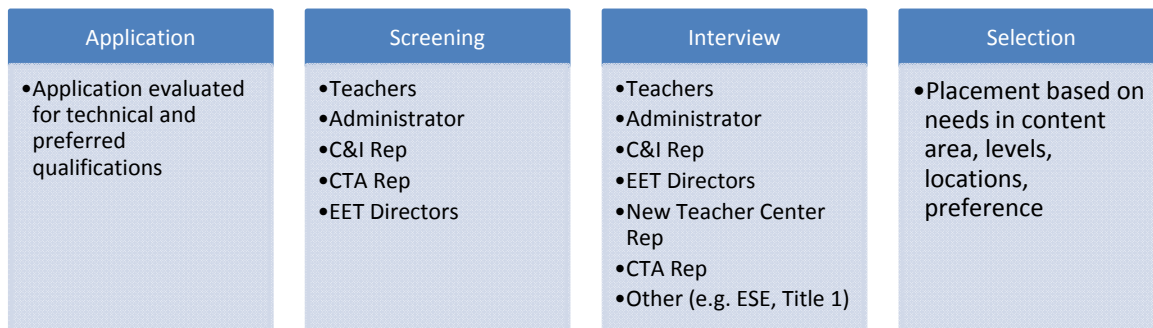 Application
•Application evaluated
for technical and
preferred
qualifications
Screening
•Teachers
•Administrator
•C&I Rep
•CTA Rep
•EET Directors
Interview
•Teachers
•Administrator
•C&I Rep
•EET Directors
•New Teacher Center
Rep
•CTA Rep
•Other (e.g. ESE, Title 1)
Selection
•Placement based on
needs in content
area, levels,
locations,
preference